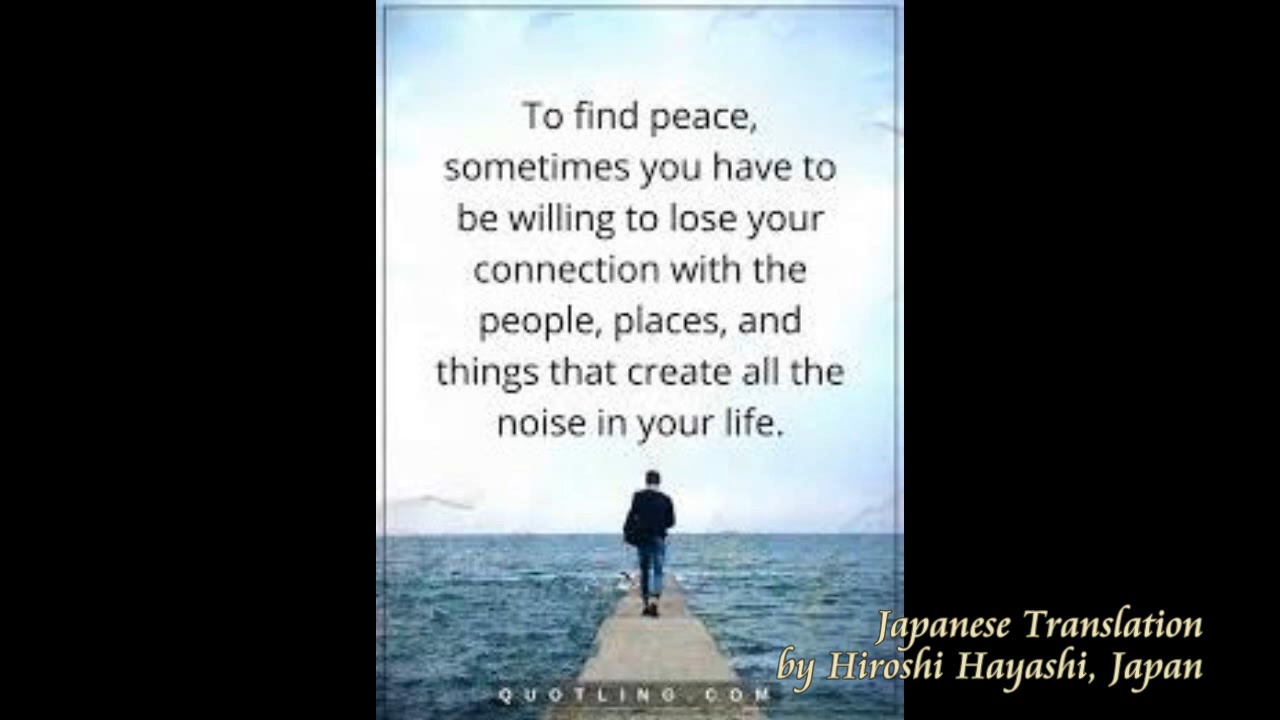 To find peace,
sometimes you have to
be willing to lose your
connection with the
people, places, and
things that create all the
noise in your life.
Japanese Translation
by Hiroshi Hayashi, Japan
QUOTLING.COM